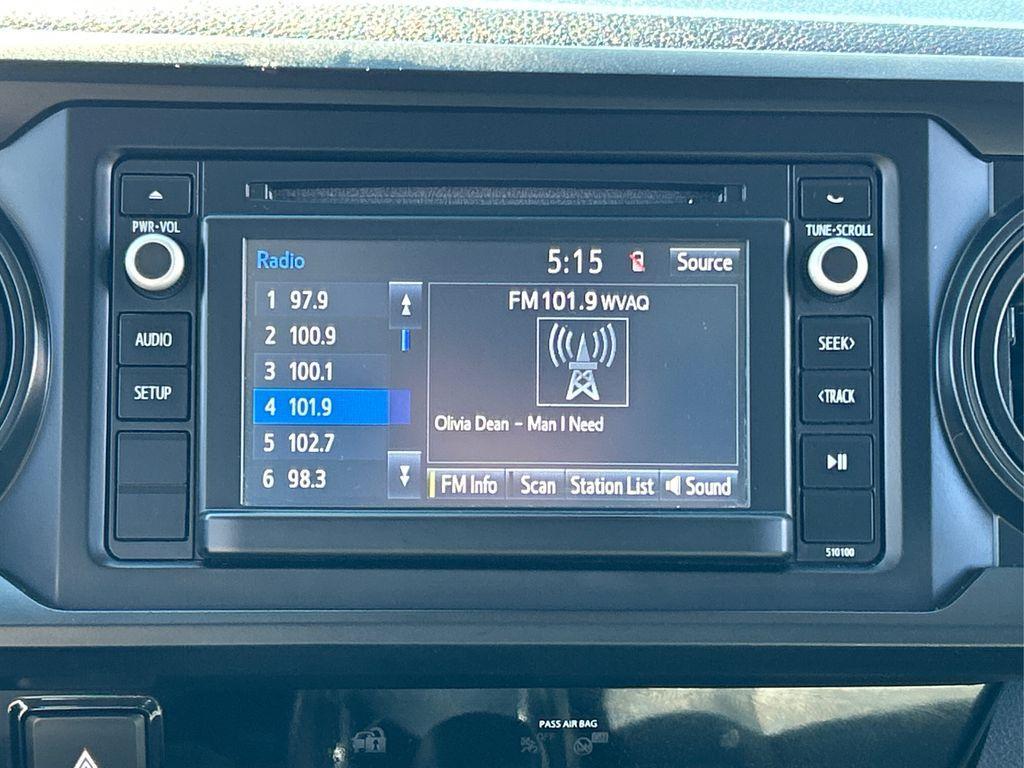 PWR•VOL
TUNE•SCROLL
AUDIO
SETUP
SEEK>
<TRACK
510100
Radio
5:15
Source
1 97.9
2 100.9
3 100.1
4 101.9
5 102.7
6 98.3
FM 101.9 WVAQ
Olivia Dean - Man I Need
FM Info
Scan
Station List
Sound
PASS AIR BAG
OFF